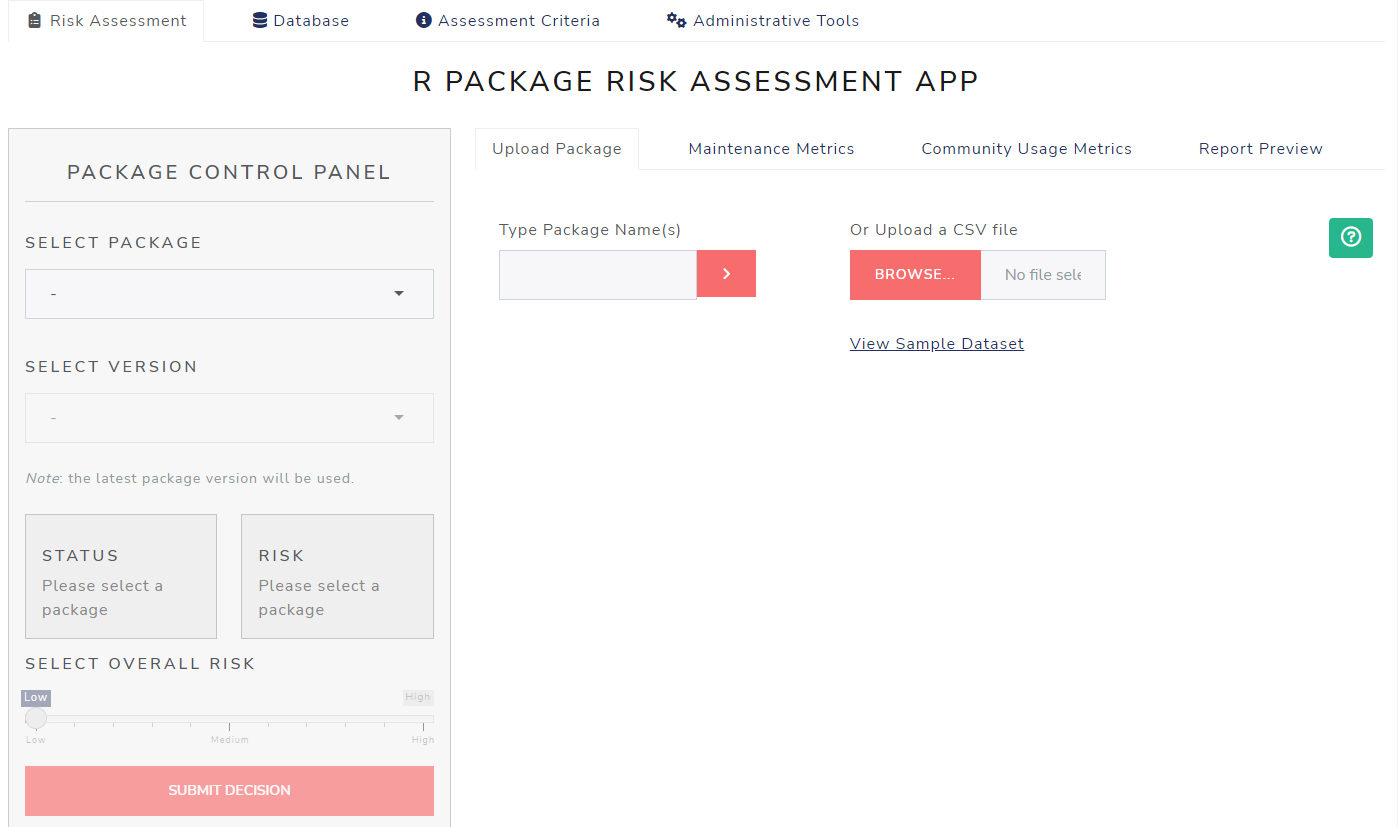 Risk Assessment
Database
Assessment Criteria
Administrative Tools
R PACKAGE RISK ASSESSMENT APP
PACKAGE CONTROL PANEL
SELECT PACKAGE
-
SELECT VERSION
-
Note: the latest package version will be used.
STATUS
Please select a
package
RISK
Please select a
package
SELECT OVERALL RISK
Low
High
Low
Medium
High
SUBMIT DECISION
Upload Package
Maintenance Metrics
Community Usage Metrics
Report Preview
Type Package Name(s)
Or Upload a CSV file
BROWSE...
No file sele
View Sample Dataset